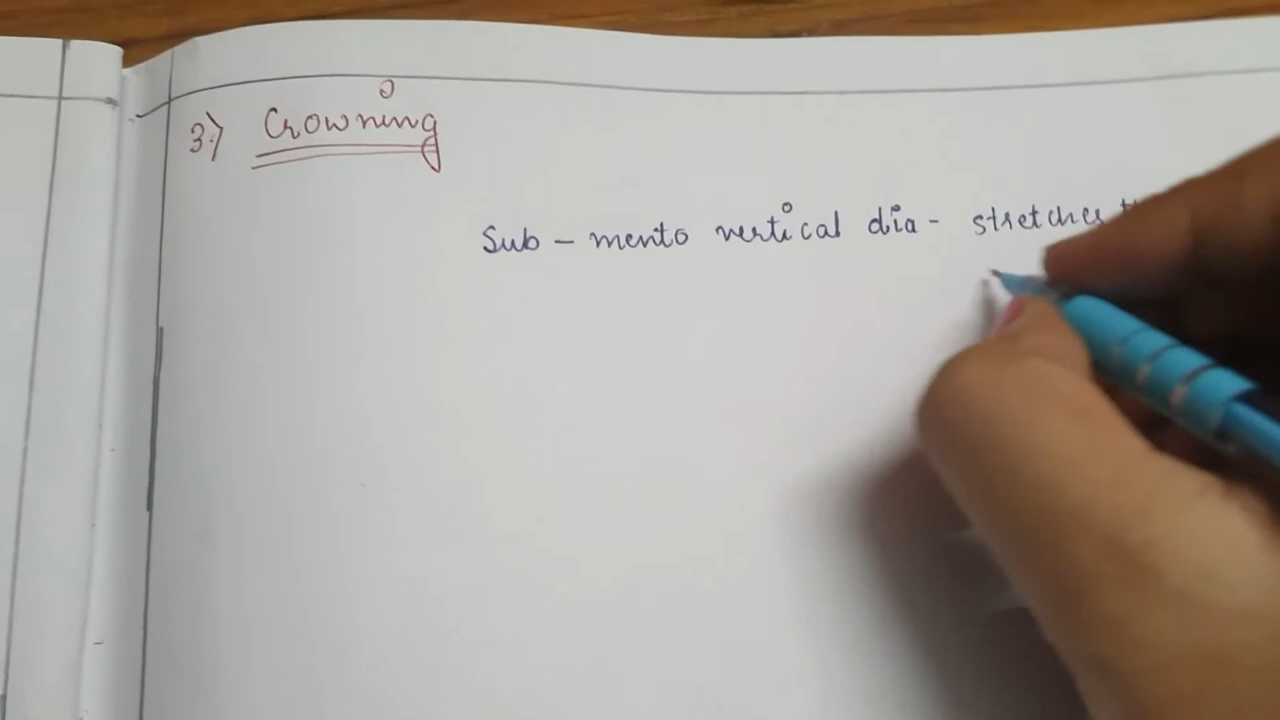 3.) Crowning
Sub - mento vertical dia - stretches